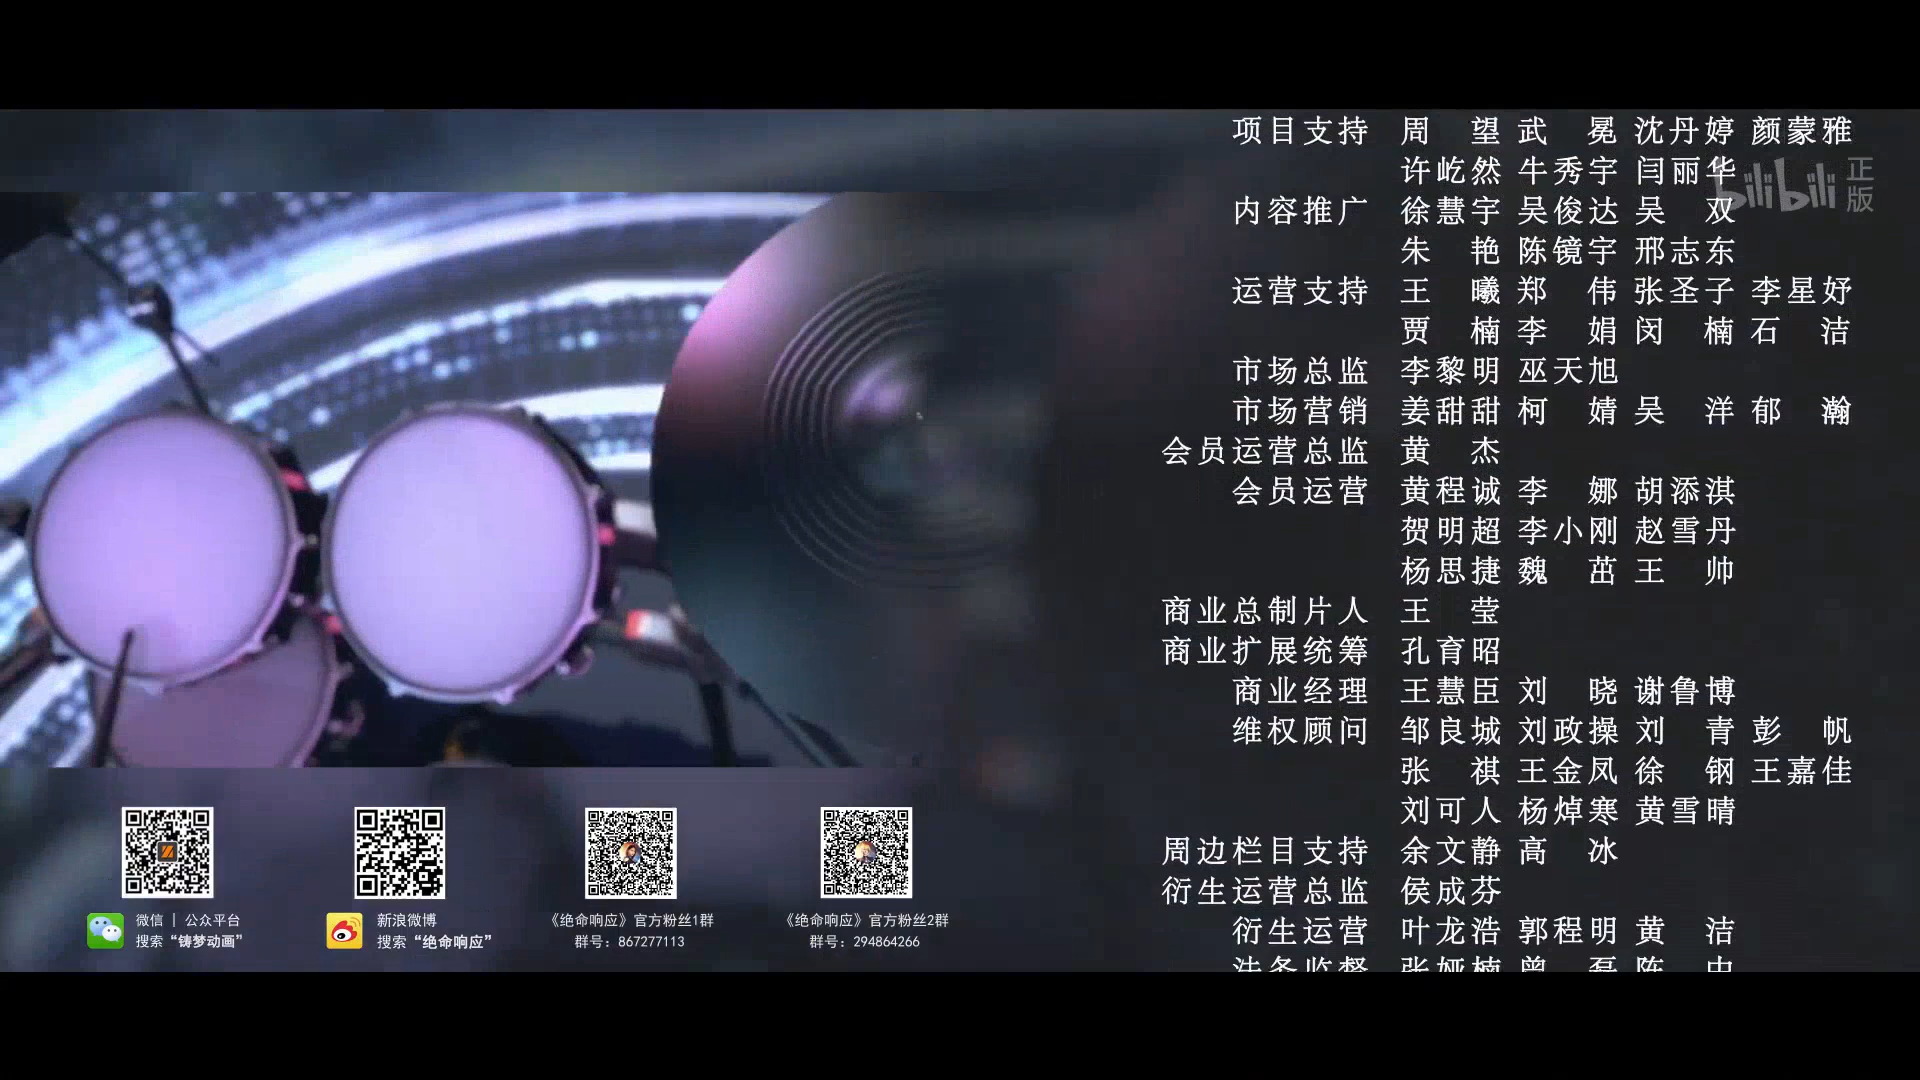 项目支持 周 望 武 冕 沈丹婷 颜蒙雅
许屹然 牛秀宇 闫丽华
bilibili 正版
内容推广 徐慧宇 吴俊达 吴 双
朱 艳 陈镜宇 邢志东
运营支持 王 曦 郑 伟 张圣子 李星妤
贾 楠 李 娟 闵 楠 石 洁
市场总监 李黎明 巫天旭
市场营销 姜甜甜 柯 婧 吴 洋 郁 瀚
会员运营总监 黄 杰
会员运营 黄程诚 李 娜 胡添淇
贺明超 李小刚 赵雪丹
杨思捷 魏 茁 王 帅
商业总制片人 王 莹
商业扩展统筹 孔育昭
商业经理 王慧臣 刘 晓 谢鲁博
维权顾问 邹良城 刘政操 刘 青 彭 帆
张 祺 王金凤 徐 钢 王嘉佳
刘可人 杨焯寒 黄雪晴
周边栏目支持 余文静 高 冰
衍生运营总监 侯成芬
衍生运营 叶龙浩 郭程明 黄 洁
微信 | 公众平台
搜索“铸梦动画”
新浪微博
搜索“绝命响应”
《绝命响应》官方粉丝1群
群号：867277113
《绝命响应》官方粉丝2群
群号：294864266